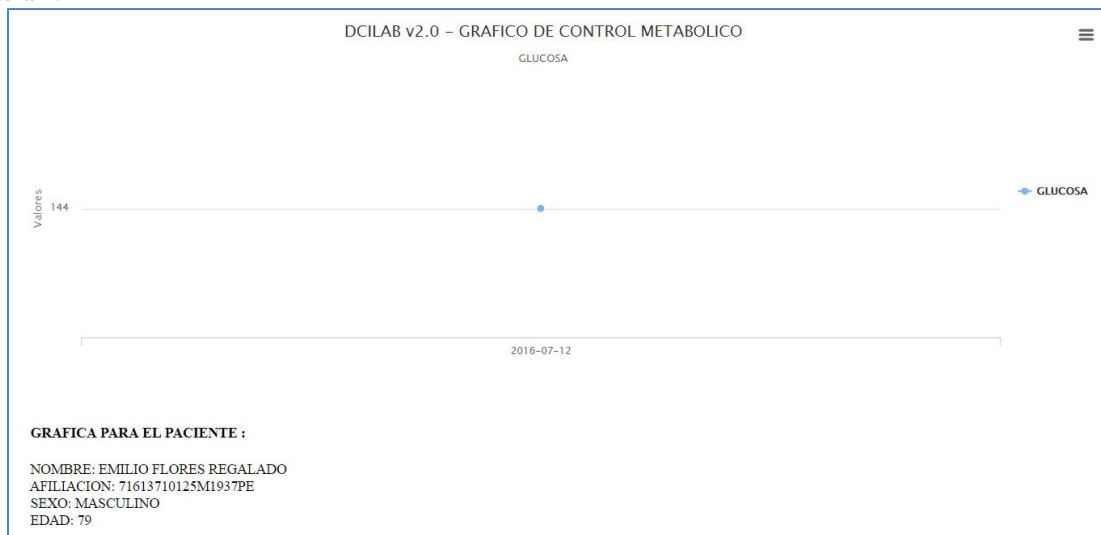 DCILAB v2.0 - GRAFICO DE CONTROL METABOLICO
GLUCOSA
Valores
144
GLUCOSA
2016-07-12
GRAFICA PARA EL PACIENTE :
NOMBRE: EMILIO FLORES REGALADO
AFILIACION: 71613710125M1937PE
SEXO: MASCULINO
EDAD: 79